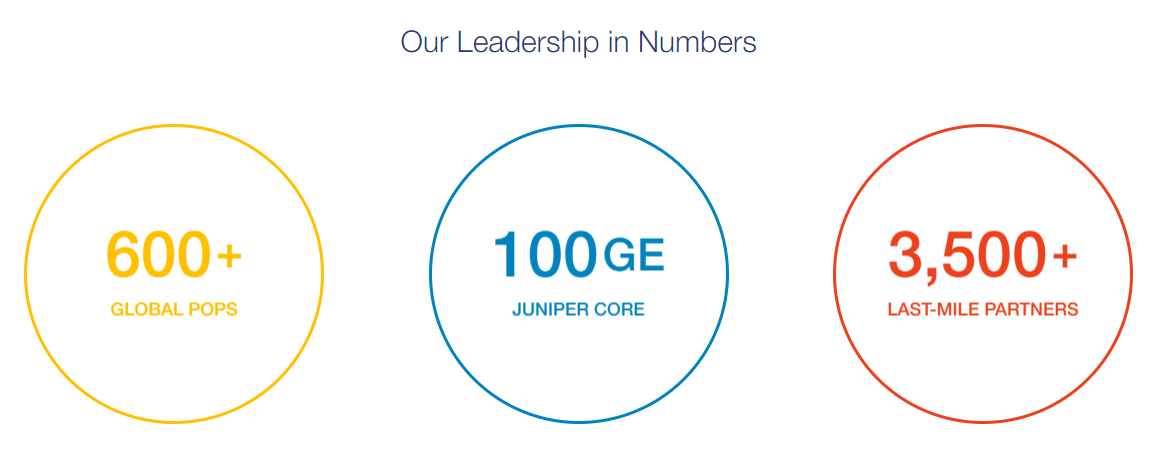 Our Leadership in Numbers
600+
GLOBAL POPS
100GE
JUNIPER CORE
3,500+
LAST-MILE PARTNERS